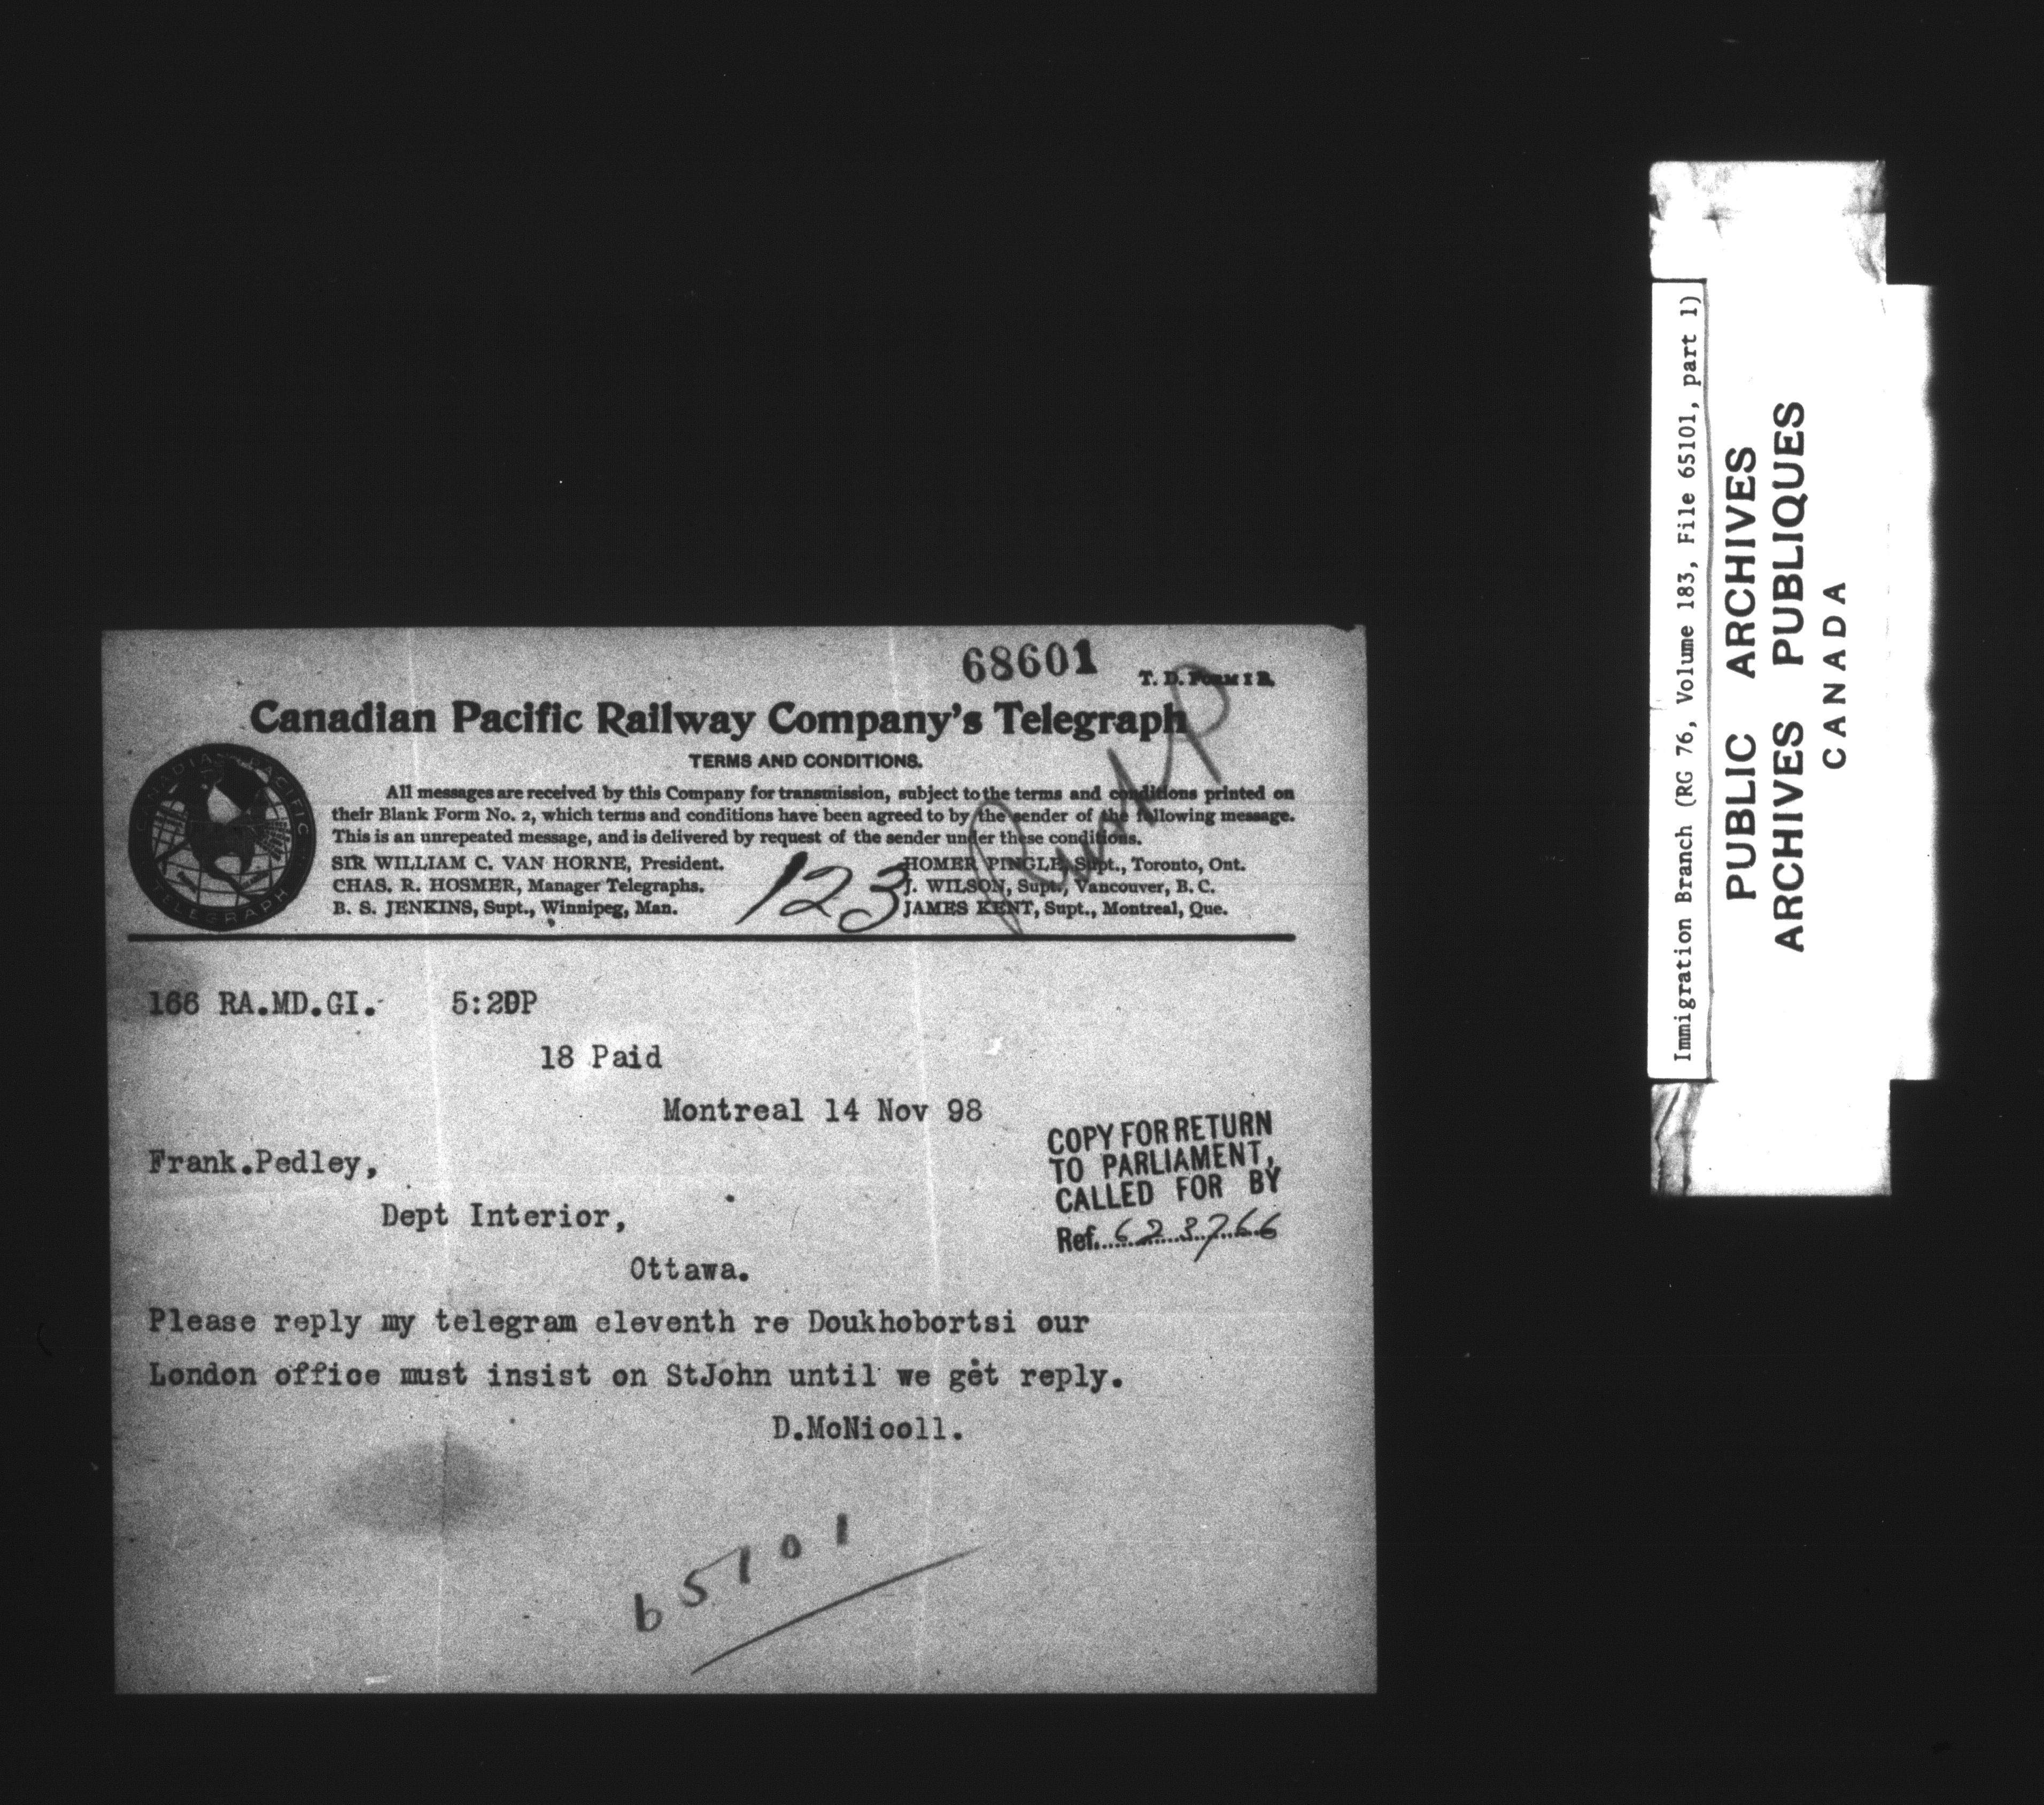 68601
T. D. FORM 1 B.
Canadian Pacific Railway Company's Telegraph
TERMS AND CONDITIONS.
CANADIAN PACIFIC
TELEGRAPH
All messages are received by this Company for transmission, subject to the terms and conditions printed on
their Blank Form No. 2, which terms and conditions have been agreed to by the sender of the following message.
This is an unrepeated message, and is delivered by request of the sender under these conditions.
SIR WILLIAM C. VAN HORNE, President.
CHAS. R. HOSMER, Manager Telegraphs.
B. S. JENKINS, Supt., Winnipeg, Man.
123
HOMER PINGLE, Supt., Toronto, Ont.
J. WILSON, Supt., Vancouver, B. C.
JAMES KENT, Supt., Montreal, Que.
166 RA.MD.GI. 5:20P
18 Paid
Montreal 14 Nov 98
Frank.Pedley,
Dept Interior,
Ottawa.
COPY FOR RETURN
TO PARLIAMENT,
CALLED FOR BY
Ref. 623766
Please reply my telegram eleventh re Doukhobortsi our
London office must insist on StJohn until we get reply.
D.McNicoll.
65101
Immigration Branch (RG 76, Volume 183, File 65101, part 1)
PUBLIC ARCHIVES
ARCHIVES PUBLIQUES
CANADA